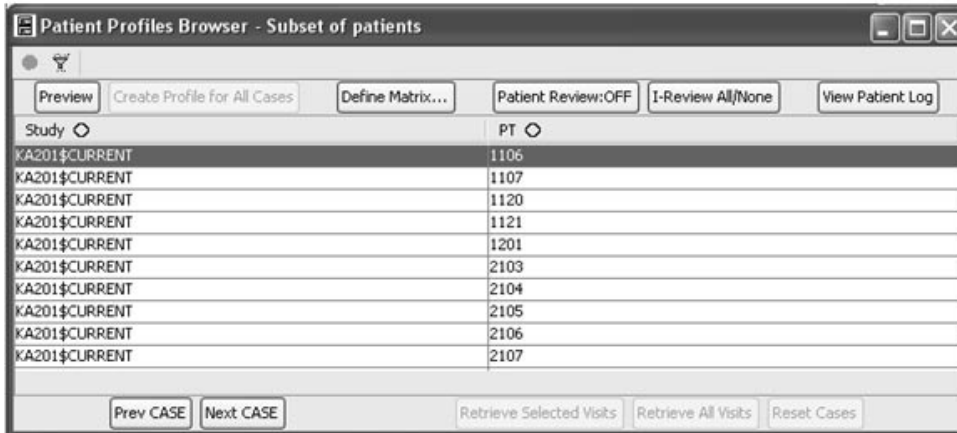 Patient Profiles Browser - Subset of patients
Preview Create Profile for All Cases Define Matrix... Patient Review:OFF I-Review All/None View Patient Log
Study PT
KA201$CURRENT 1106
KA201$CURRENT 1107
KA201$CURRENT 1120
KA201$CURRENT 1121
KA201$CURRENT 1201
KA201$CURRENT 2103
KA201$CURRENT 2104
KA201$CURRENT 2105
KA201$CURRENT 2106
KA201$CURRENT 2107
Prev CASE Next CASE Retrieve Selected Visits Retrieve All Visits Reset Cases